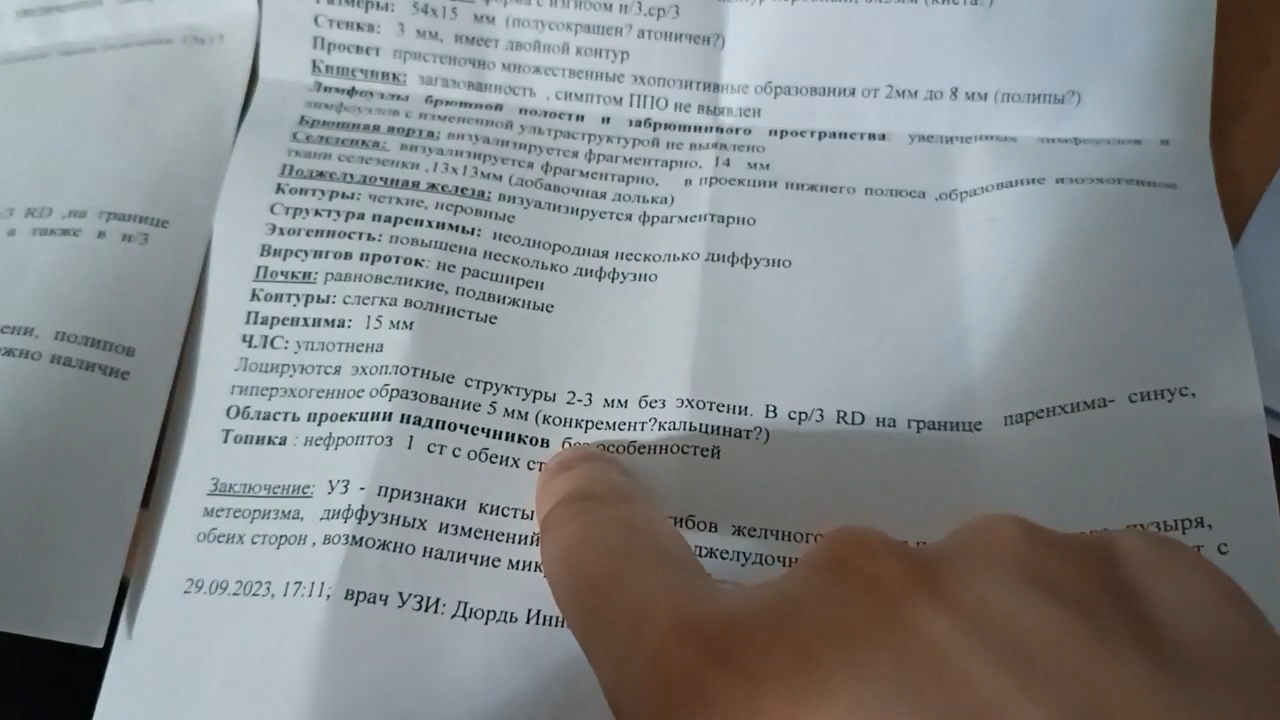 Размеры: 54х15 мм (полусокращен? атоничен?)
Стенка: 3 мм, имеет двойной контур
Просвет пристеночно множественные эхопозитивные образования от 2мм до 8 мм (полипы?)
Кишечник: загазованность , симптом ППО не выявлен
Лимфоузлы брюшной полости и забрюшинного пространства: увеличенных лимфоузлов и
лимфоузлов с измененной ультраструктурой не выявлено
Брюшная аорта: визуализируется фрагментарно, 14 мм
Селезенка: визуализируется фрагментарно, в проекции нижнего полюса ,образование изоэхогенное
ткани селезенки ,13х13мм (добавочная долька)
Поджелудочная железа: визуализируется фрагментарно
Контуры: четкие, неровные
Структура паренхимы: неоднородная несколько диффузно
Эхогенность: повышена несколько диффузно
Вирсунгов проток: не расширен
Почки: равновеликие, подвижные
Контуры: слегка волнистые
Паренхима: 15 мм
ЧЛС: уплотнена
Лоцируются эхоплотные структуры 2-3 мм без эхотени. В ср/3 RD на границе паренхима- синус,
гиперэхогенное образование 5 мм (конкремент?кальцинат?)
Область проекции надпочечников без особенностей
Топика : нефроптоз 1 ст с обеих ст
Заключение: УЗ - признаки кисты гибов желчного пузыря,
метеоризма, диффузных изменений джелудочн т с
обеих сторон , возможно наличие мик
29.09.2023, 17:11; врач УЗИ: Дюрдь Инн
/3 RD ,на границе
а также в н/3
ени, полипов
жно наличие